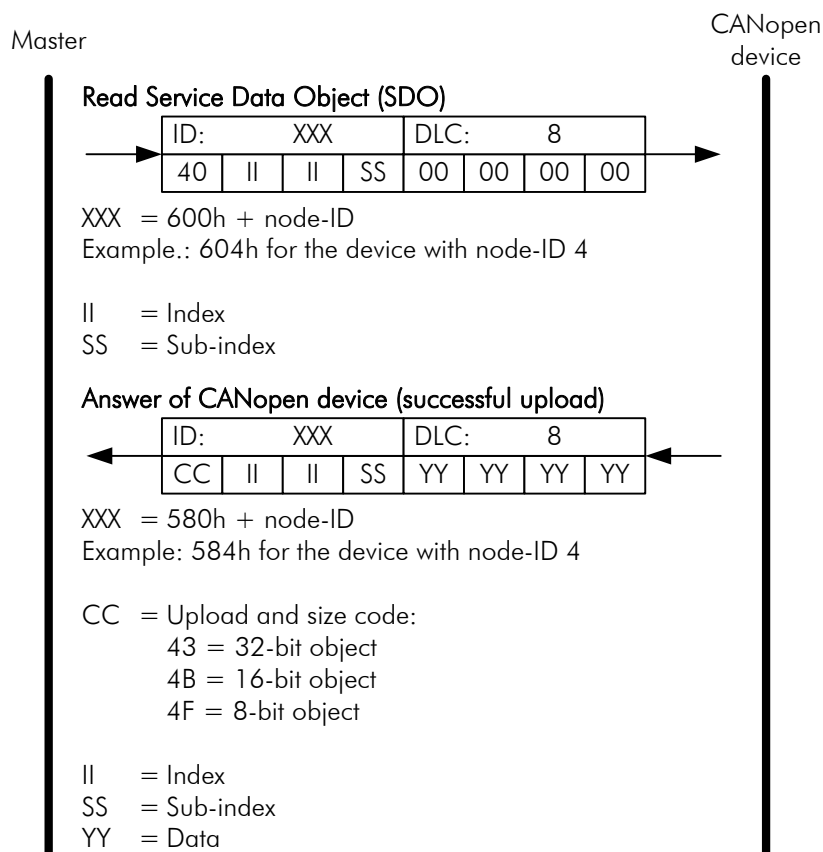 Master
CANopen
device
Read Service Data Object (SDO)
ID: XXX DLC: 8
40 II II SS 00 00 00 00
XXX = 600h + node-ID
Example.: 604h for the device with node-ID 4
II = Index
SS = Sub-index
Answer of CANopen device (successful upload)
ID: XXX DLC: 8
CC II II SS YY YY YY YY
XXX = 580h + node-ID
Example: 584h for the device with node-ID 4
CC = Upload and size code:
43 = 32-bit object
4B = 16-bit object
4F = 8-bit object
II = Index
SS = Sub-index
YY = Data